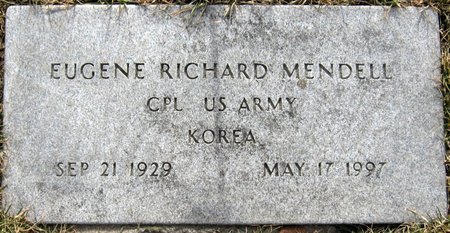 EUGENE RICHARD MENDELL
CPL US ARMY
KOREA
SEP 21 1929 MAY 17 1997